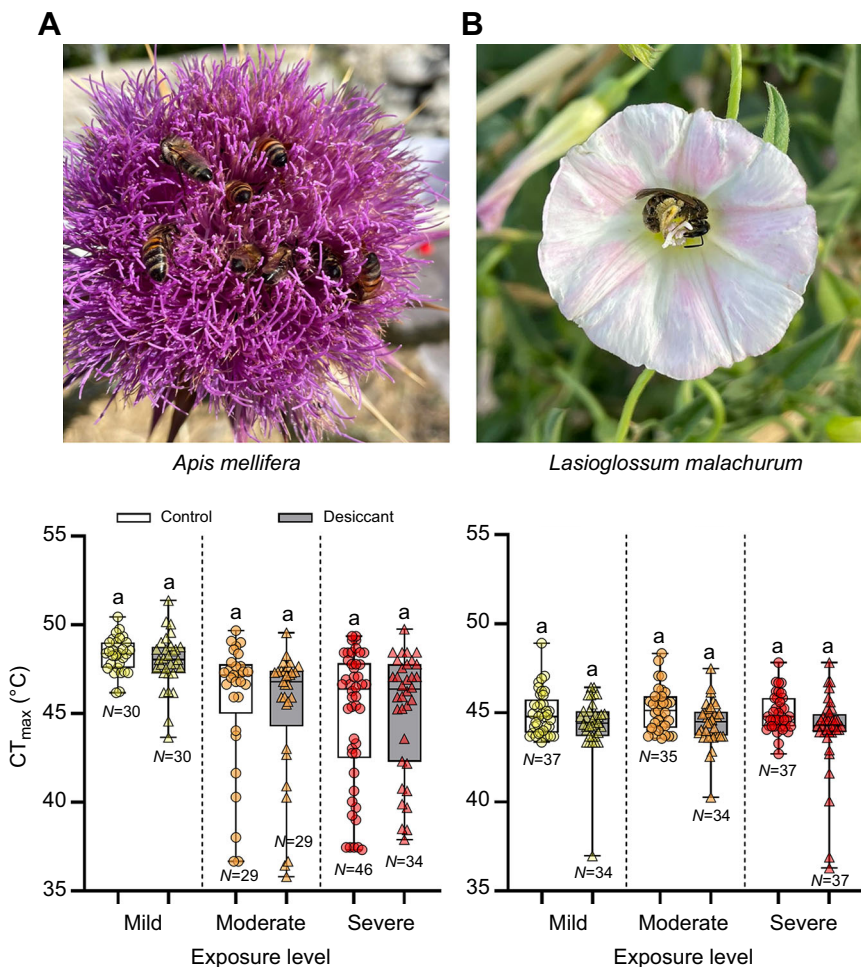 A
B
Apis mellifera
Lasioglossum malachurum
Control
Desiccant
CTmax (°C)
55
50
45
40
35
a
a
a
a
a
a
N=30
N=30
N=29
N=29
N=46
N=34
Mild
Moderate
Severe
Exposure level
55
50
45
40
35
a
a
a
a
a
a
N=37
N=34
N=35
N=34
N=37
N=37
Mild
Moderate
Severe
Exposure level